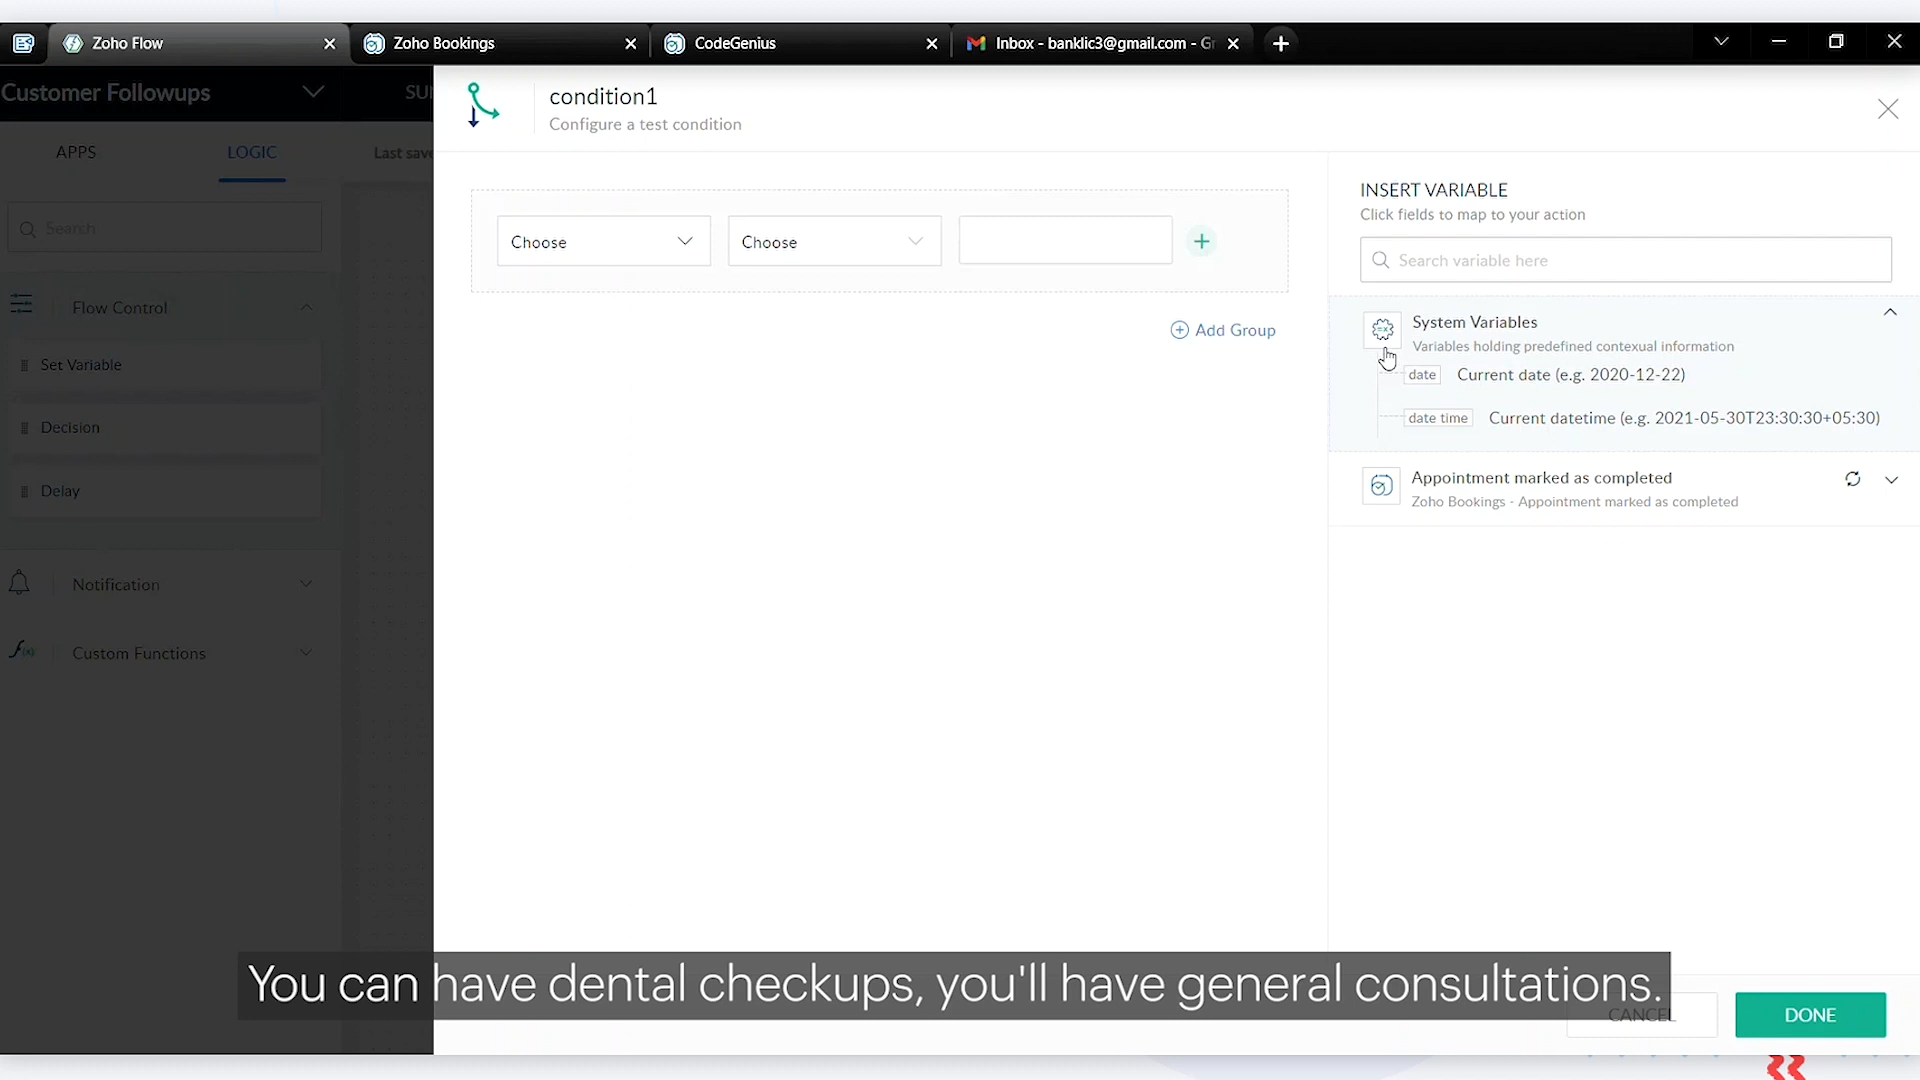 Zoho Flow
Zoho Bookings
CodeGenius
Inbox - banklic3@gmail.com - Gr
Customer Followups
SUM
condition1
Configure a test condition
APPS
LOGIC
Last save
Search
Flow Control
Set Variable
Decision
Delay
Notification
Custom Functions
Choose
Choose
Add Group
INSERT VARIABLE
Click fields to map to your action
Search variable here
System Variables
Variables holding predefined contexual information
date Current date (e.g. 2020-12-22)
date time Current datetime (e.g. 2021-05-30T23:30:30+05:30)
Appointment marked as completed
Zoho Bookings - Appointment marked as completed
You can have dental checkups, you'll have general consultations.
CANCEL
DONE